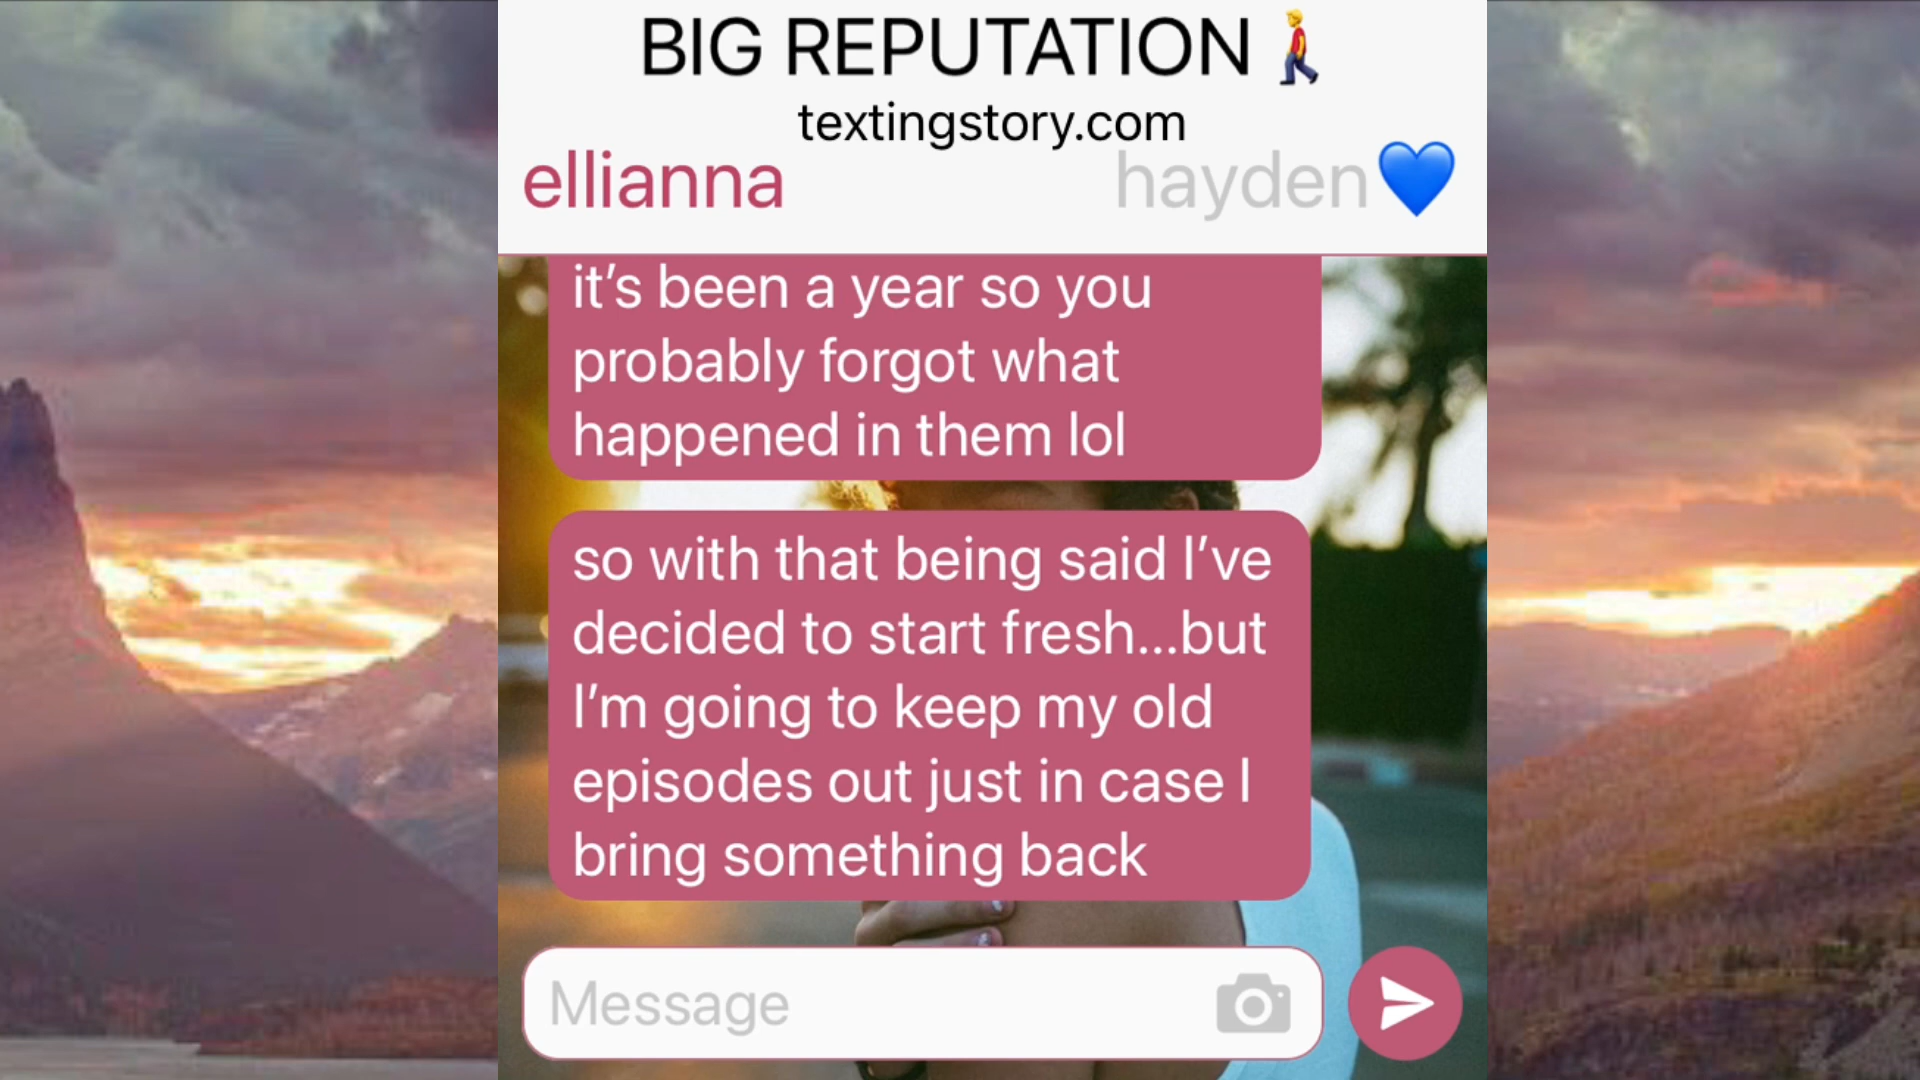 BIG REPUTATION🚶
textingstory.com
ellianna hayden💙
it’s been a year so you
probably forgot what
happened in them lol
so with that being said I’ve
decided to start fresh...but
I’m going to keep my old
episodes out just in case I
bring something back
Message